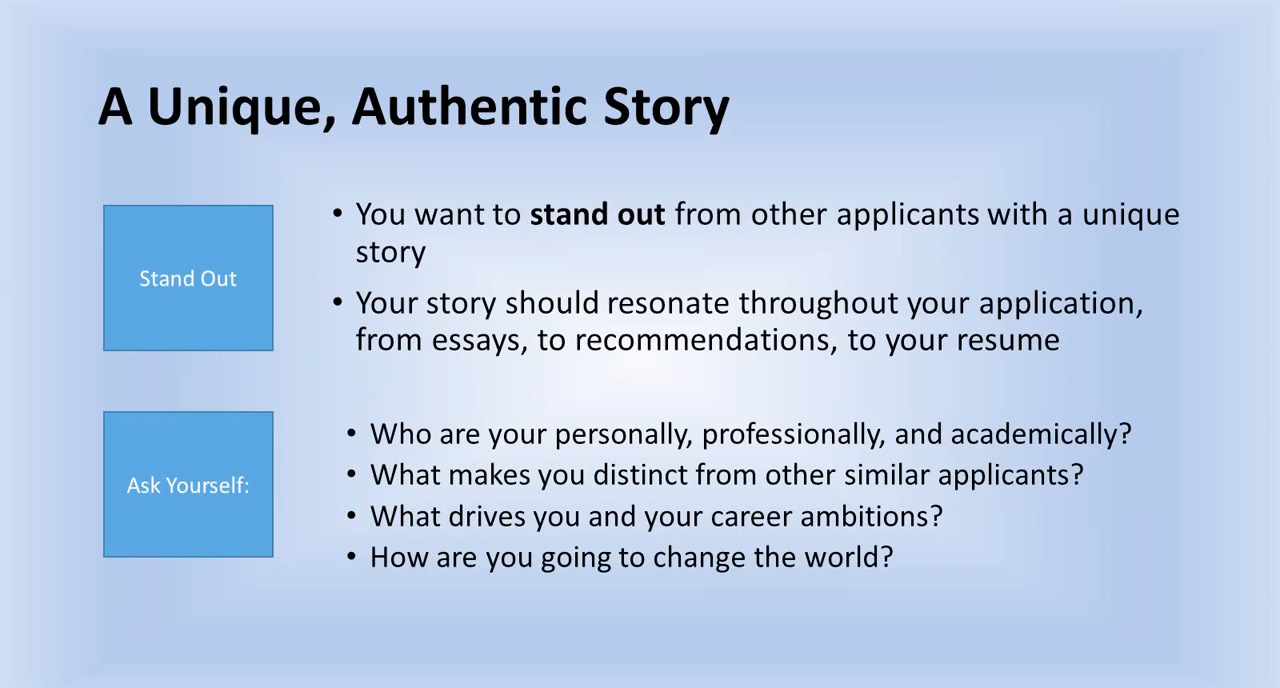 A Unique, Authentic Story
Stand Out
• You want to stand out from other applicants with a unique
story
• Your story should resonate throughout your application,
from essays, to recommendations, to your resume
Ask Yourself:
• Who are your personally, professionally, and academically?
• What makes you distinct from other similar applicants?
• What drives you and your career ambitions?
• How are you going to change the world?